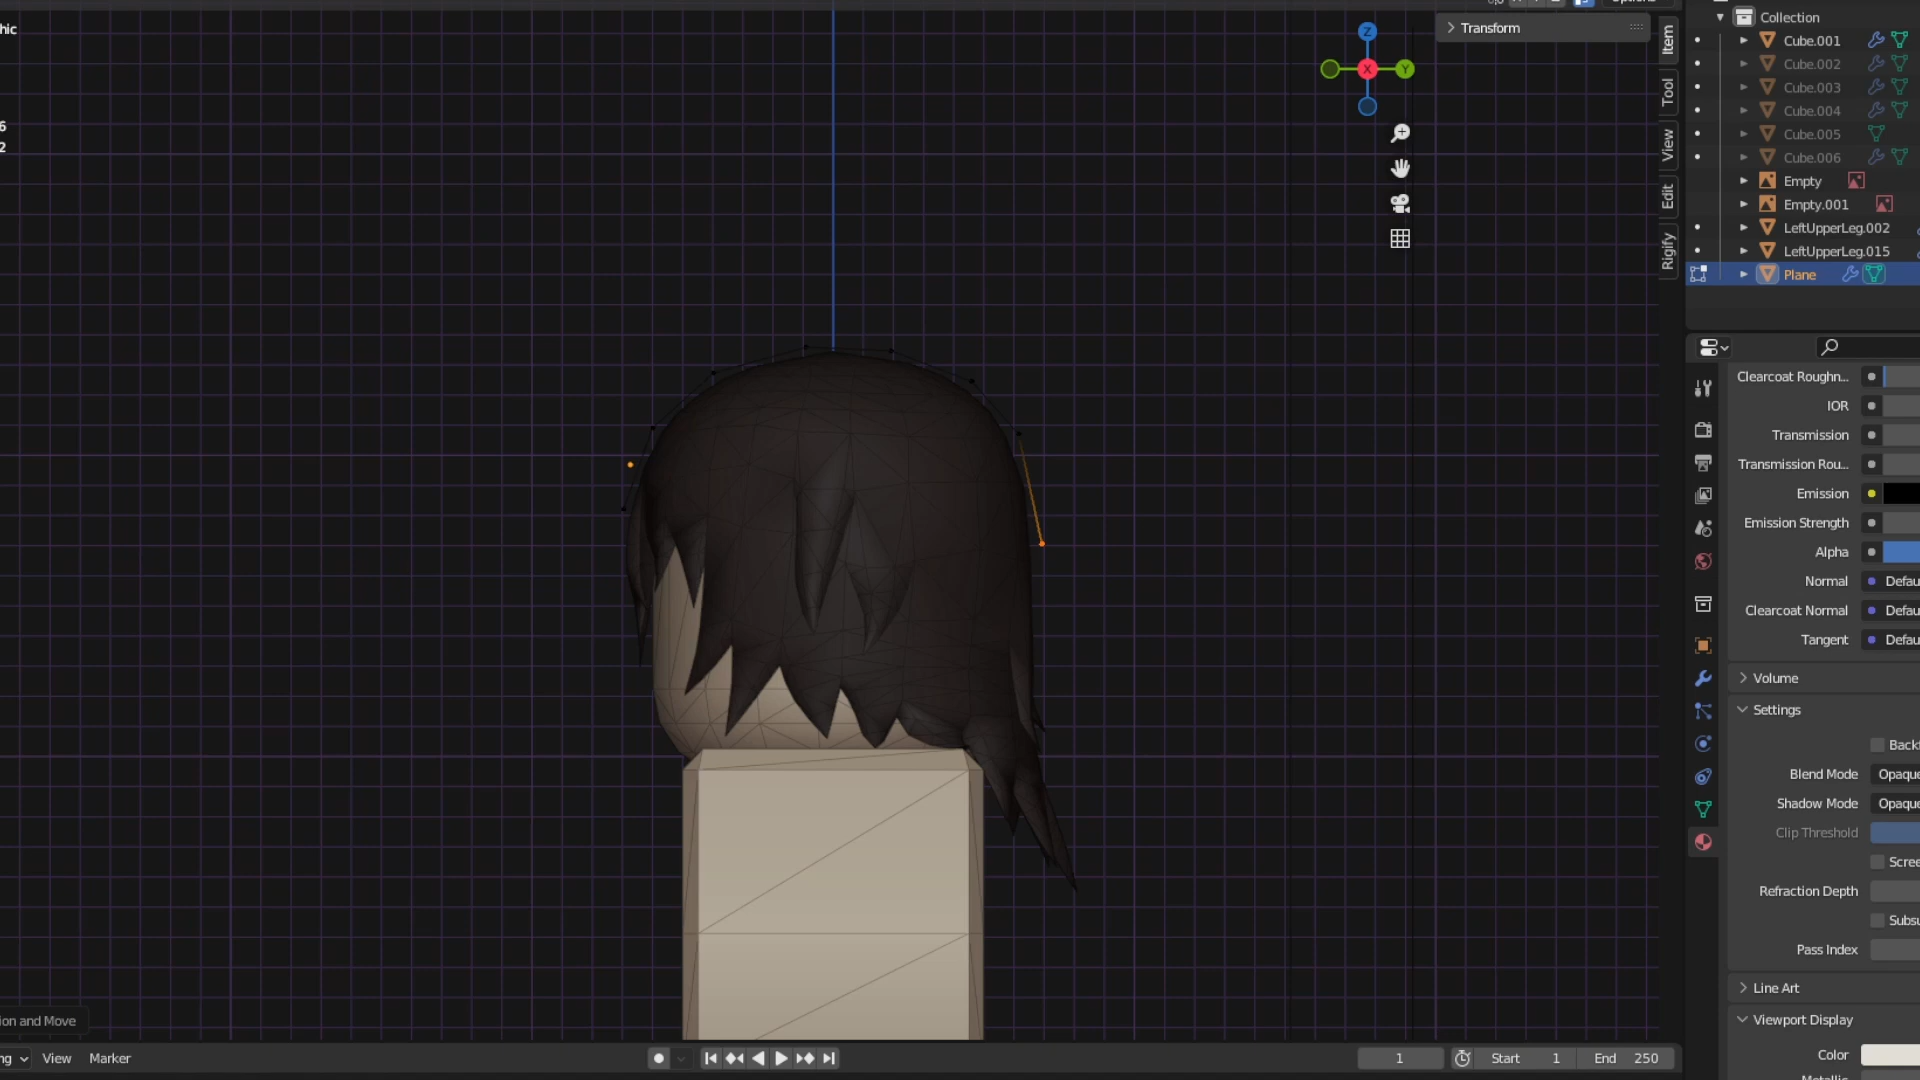 Options
hic
6
2
Transform
Z
X
Y
Item
Tool
View
Edit
Rigify
Collection
Cube.001
Cube.002
Cube.003
Cube.004
Cube.005
Cube.006
Empty
Empty.001
LeftUpperLeg.002
LeftUpperLeg.015
Plane
Clearcoat Roughn...
IOR
Transmission
Transmission Rou...
Emission
Emission Strength
Alpha
Normal Defau
Clearcoat Normal Defau
Tangent Defau
Volume
Settings
Backf
Blend Mode Opaque
Shadow Mode Opaque
Clip Threshold
Scree
Refraction Depth
Subsu
Pass Index
Line Art
Viewport Display
Color
Metallic
ion and Move
ng View Marker
1 Start 1 End 250